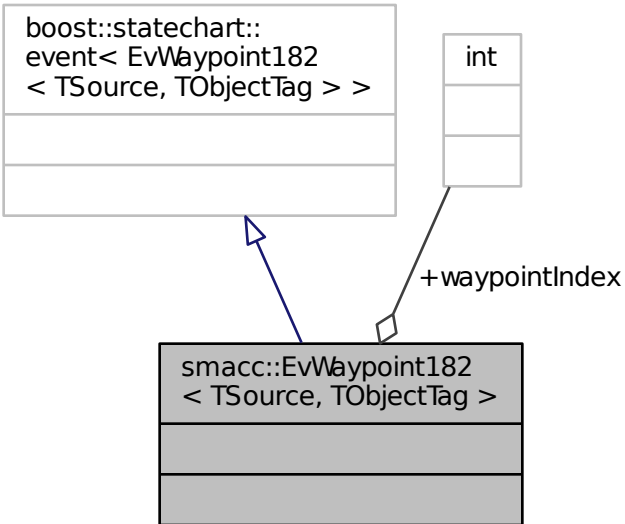 boost::statechart::
event< EvWaypoint182
< TSource, TObjectTag > >
int
+waypointIndex
smacc::EvWaypoint182
< TSource, TObjectTag >